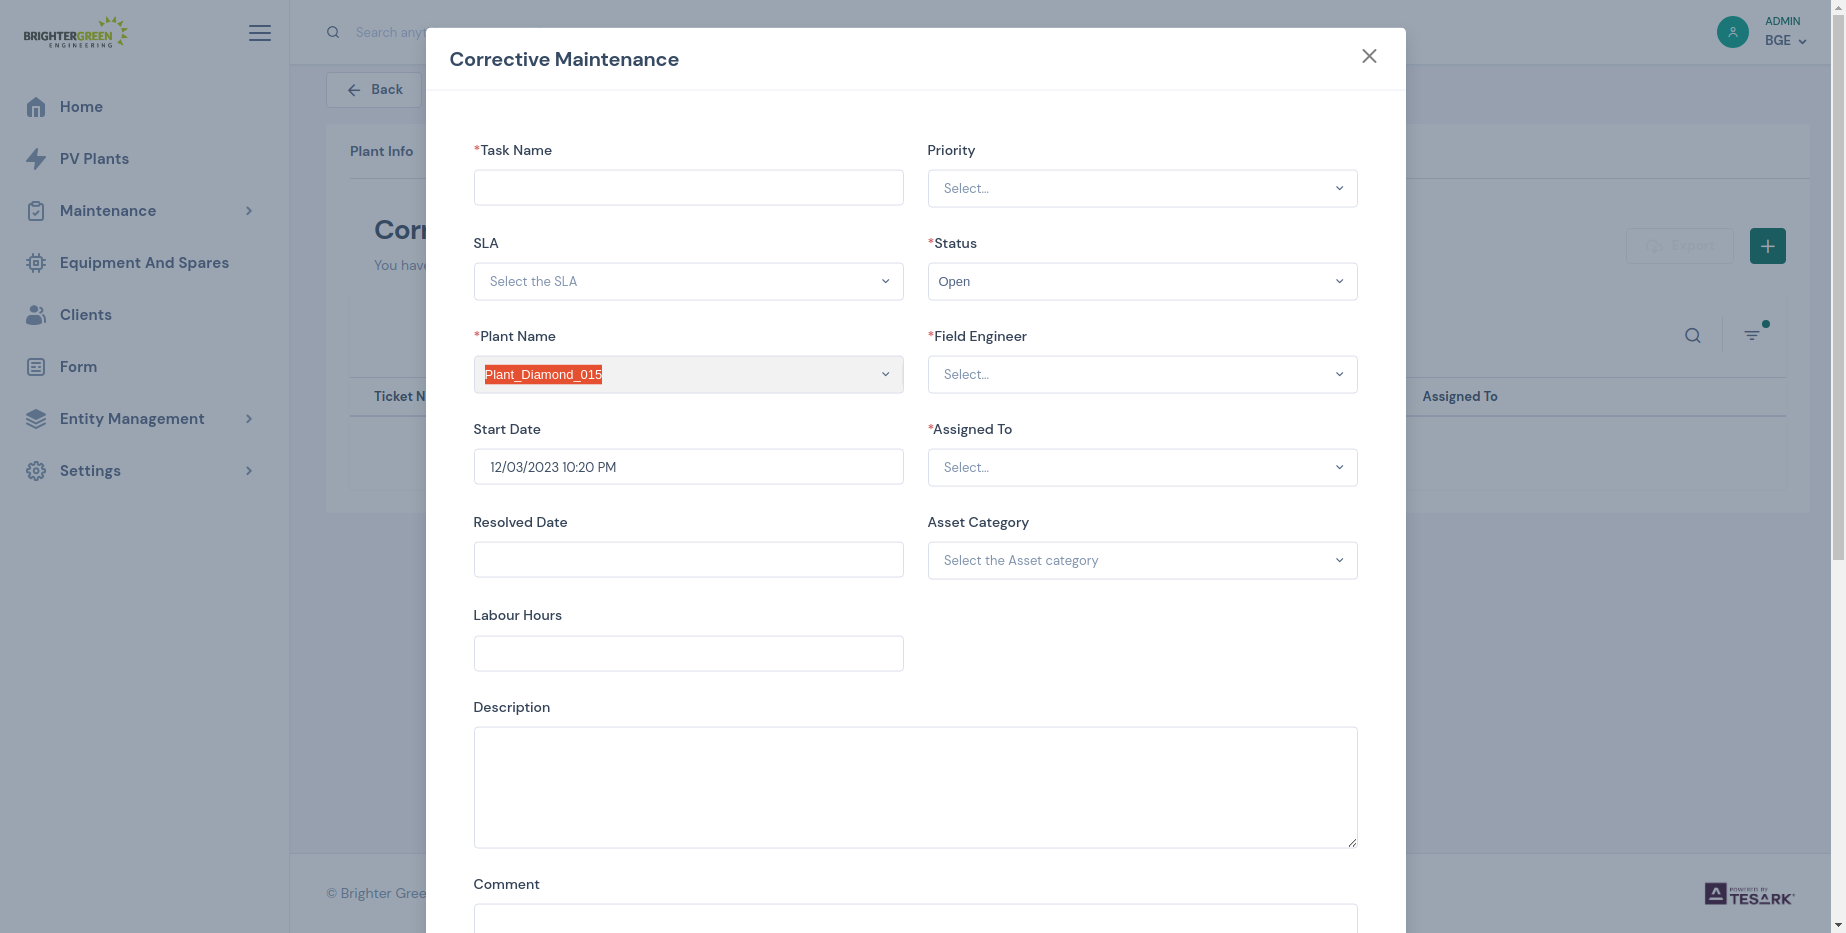 BRIGHTERGREEN
ENGINEERING
Search anyt
ADMIN
BGE
Home
PV Plants
Maintenance
Equipment And Spares
Clients
Form
Entity Management
Settings
Back
Plant Info
Corr
You have
Export
Ticket N
Assigned To
Corrective Maintenance
*Task Name
Priority
Select...
SLA
Select the SLA
*Status
Open
*Plant Name
Plant_Diamond_015
*Field Engineer
Select...
Start Date
12/03/2023 10:20 PM
*Assigned To
Select...
Resolved Date
Asset Category
Select the Asset category
Labour Hours
Description
Comment
© Brighter Gree
POWERED BY
TESARK